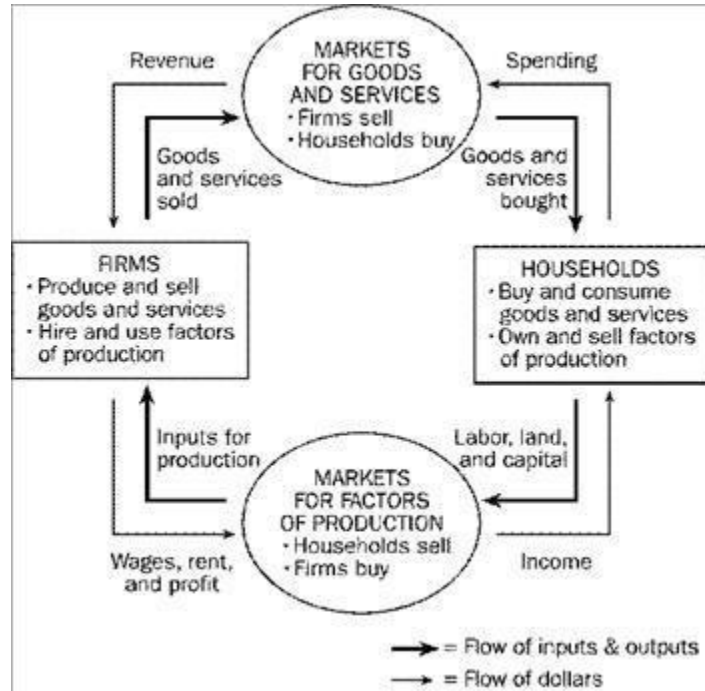 MARKETS
FOR GOODS
AND SERVICES
• Firms sell
• Households buy
Revenue
Spending
Goods
and services
sold
Goods and
services
bought
FIRMS
• Produce and sell
goods and services
• Hire and use factors
of production
HOUSEHOLDS
• Buy and consume
goods and services
• Own and sell factors
of production
Inputs for
production
Labor, land,
and capital
MARKETS
FOR FACTORS
OF PRODUCTION
• Households sell
• Firms buy
Wages, rent,
and profit
Income
= Flow of inputs & outputs
= Flow of dollars